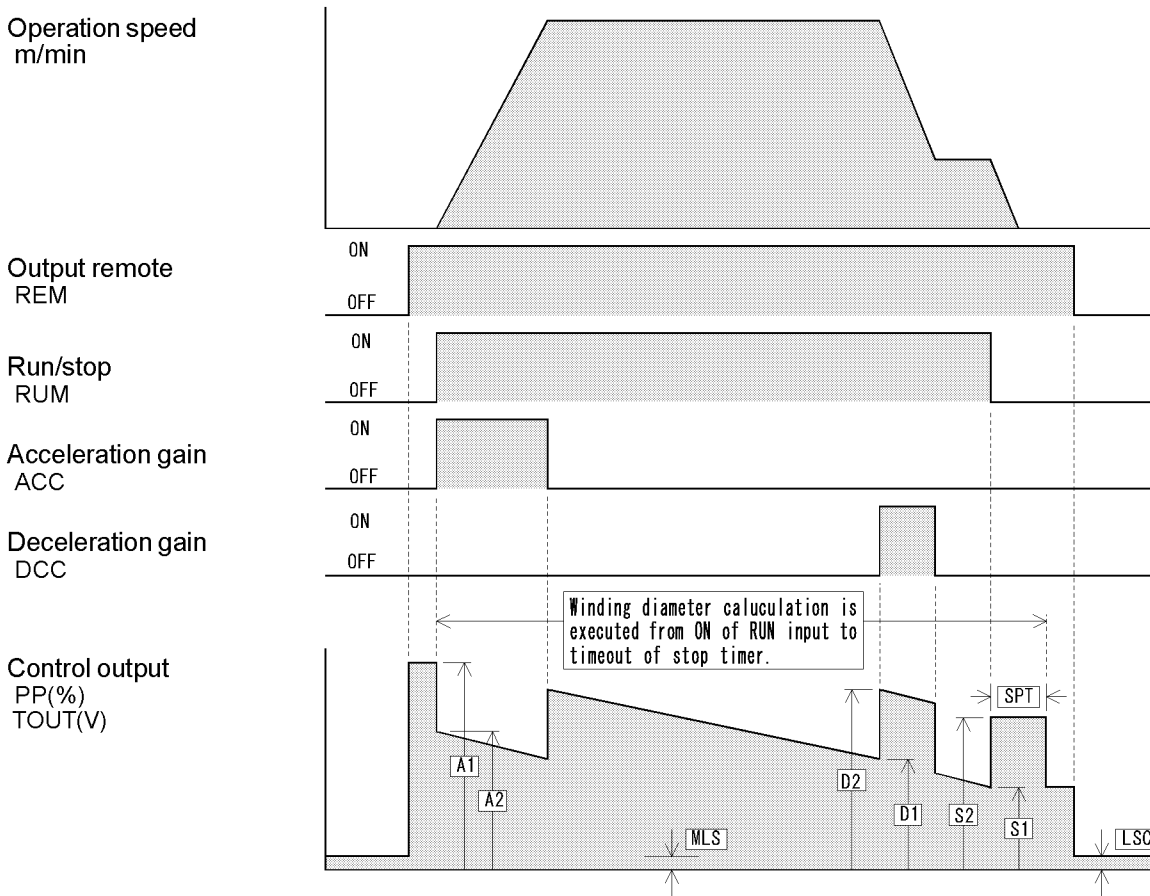 Operation speed
m/min
Output remote
REM
ON
OFF
Run/stop
RUM
ON
OFF
Acceleration gain
ACC
ON
OFF
Deceleration gain
DCC
ON
OFF
Winding diameter caluculation is
executed from ON of RUN input to
timeout of stop timer.
Control output
PP(%)
TOUT(V)
A1
A2
MLS
D2
D1
S2
SPT
S1
LSC